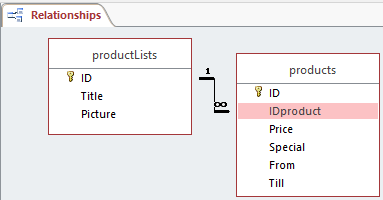 Relationships
productLists
ID
Title
Picture
1
∞
products
ID
IDproduct
Price
Special
From
Till